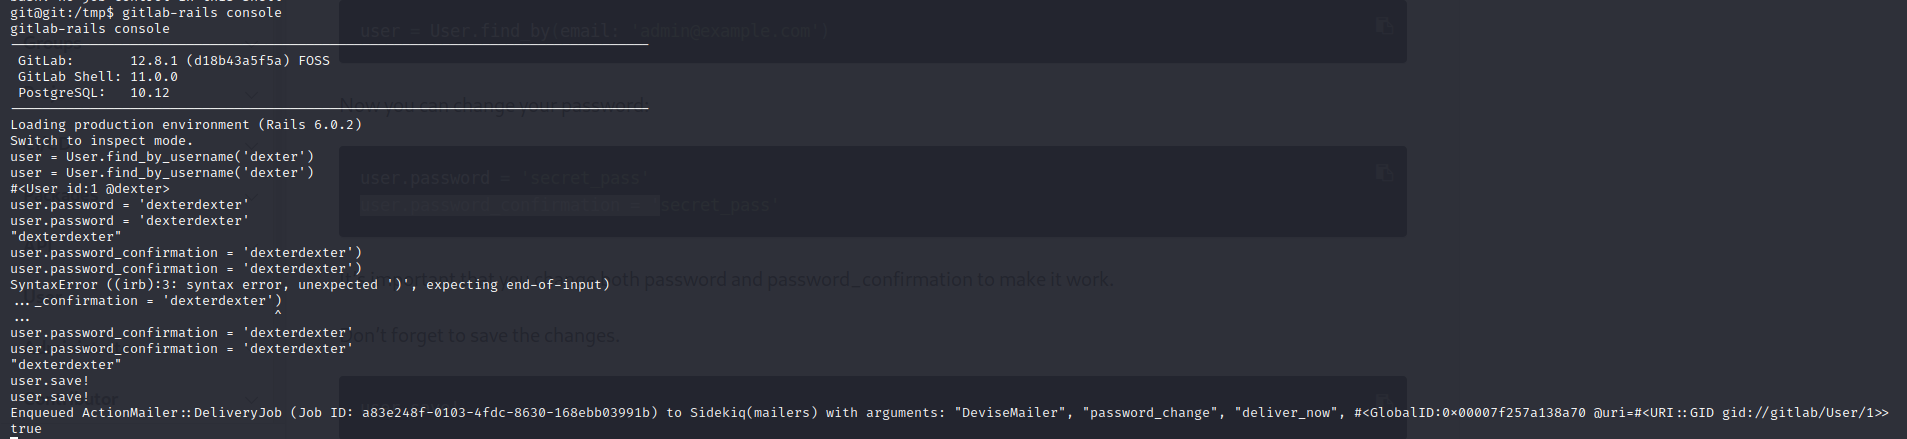 git@git:/tmp$ gitlab-rails console
gitlab-rails console
GitLab: 12.8.1 (d18b43a5f5a) FOSS
GitLab Shell: 11.0.0
PostgreSQL: 10.12
Loading production environment (Rails 6.0.2)
Switch to inspect mode.
user = User.find_by_username('dexter')
user = User.find_by_username('dexter')
#<User id:1 @dexter>
user.password = 'dexterdexter'
user.password = 'dexterdexter'
"dexterdexter"
user.password_confirmation = 'dexterdexter')
user.password_confirmation = 'dexterdexter')
SyntaxError ((irb):3: syntax error, unexpected ')', expecting end-of-input)
..._confirmation = 'dexterdexter')
... ^
user.password_confirmation = 'dexterdexter'
user.password_confirmation = 'dexterdexter'
"dexterdexter"
user.save!
user.save!
Enqueued ActionMailer::DeliveryJob (Job ID: a83e248f-0103-4fdc-8630-168ebb03991b) to Sidekiq(mailers) with arguments: "DeviseMailer", "password_change", "deliver_now", #<GlobalID:0x00007f257a138a70 @uri=#<URI::GID gid://gitlab/User/1>>
true
user = User.find_by(email: 'admin@example.com')
Now you can change your password:
user.password = 'secret_pass'
user.password_confirmation = 'secret_pass'
important that you change both password and password_confirmation to make it work.
Don't forget to save the changes.